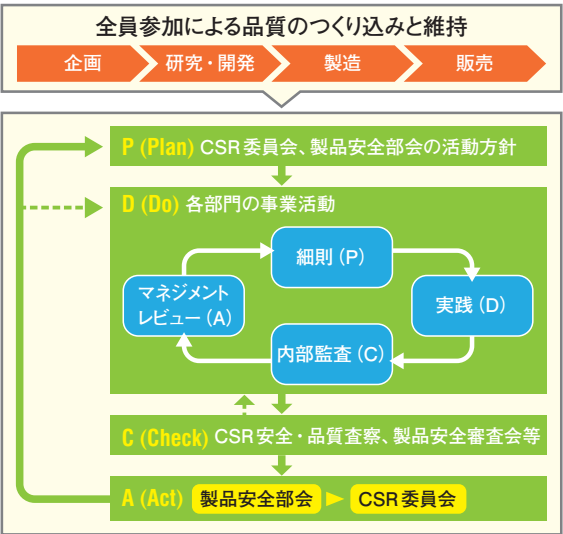 全員参加による品質のつくり込みと維持
企画
研究・開発
製造
販売
P (Plan) CSR委員会、製品安全部会の活動方針
D (Do) 各部門の事業活動
細則(P)
マネジメント
レビュー(A)
実践(D)
内部監査(C)
C (Check) CSR安全・品質査察、製品安全審査会等
A (Act) 製品安全部会 CSR委員会